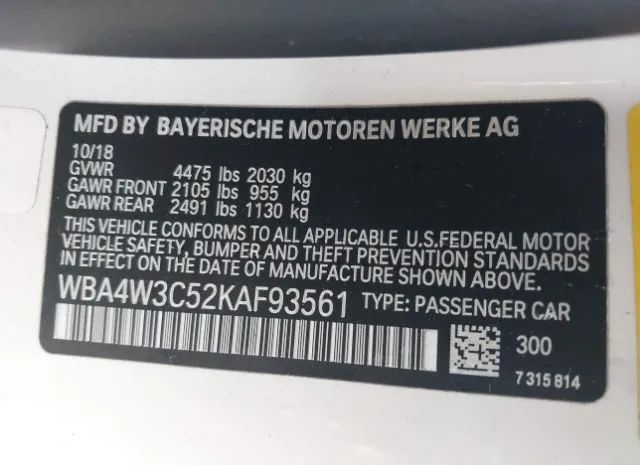 MFD BY BAYERISCHE MOTOREN WERKE AG
10/18
GVWR 4475 lbs 2030 kg
GAWR FRONT 2105 lbs 955 kg
GAWR REAR 2491 lbs 1130 kg
THIS VEHICLE CONFORMS TO ALL APPLICABLE U.S.FEDERAL MOTOR
VEHICLE SAFETY, BUMPER AND THEFT PREVENTION STANDARDS
IN EFFECT ON THE DATE OF MANUFACTURE SHOWN ABOVE.
WBA4W3C52KAF93561 TYPE: PASSENGER CAR
300
7 315 814